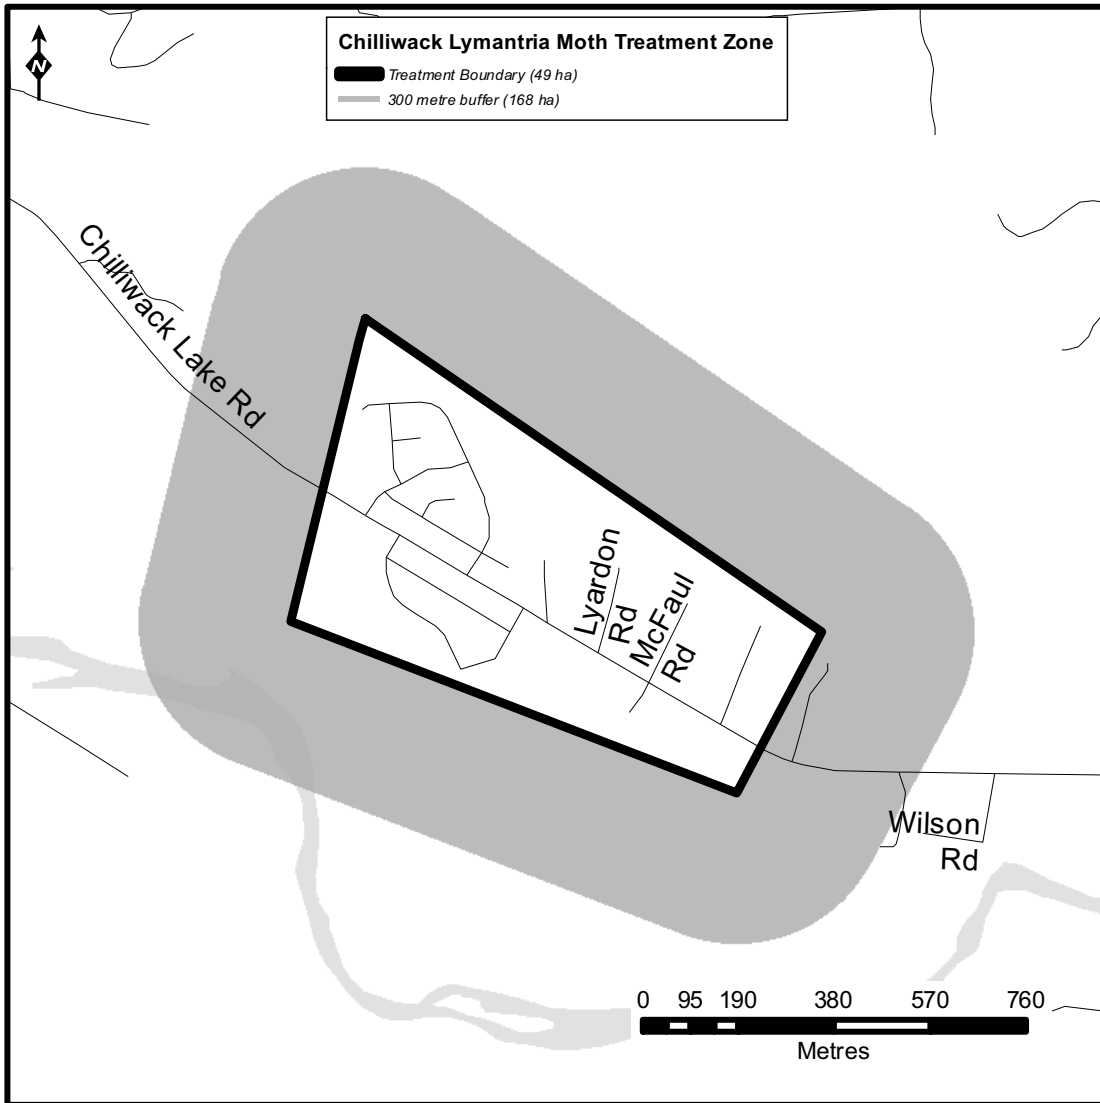 Chilliwack Lymantria Moth Treatment Zone
Treatment Boundary (49 ha)
300 metre buffer (168 ha)
N
Chilliwack Lake Rd
Lyardon
Rd
McFaul
Rd
Wilson
Rd
0 95 190 380 570 760
Metres